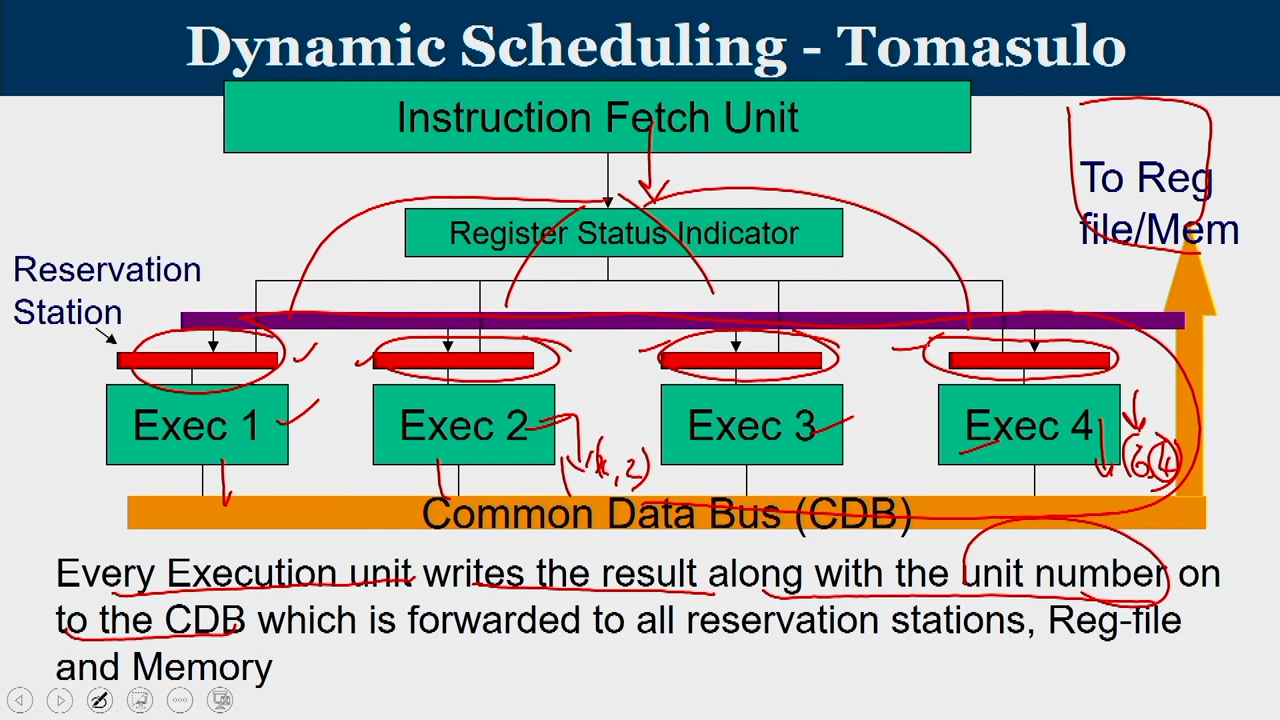 Dynamic Scheduling - Tomasulo
Instruction Fetch Unit
To Reg
file/Mem
Register Status Indicator
Reservation
Station
Exec 1
Exec 2
Exec 3
Exec 4
Common Data Bus (CDB)
Every Execution unit writes the result along with the unit number on
to the CDB which is forwarded to all reservation stations, Reg-file
and Memory